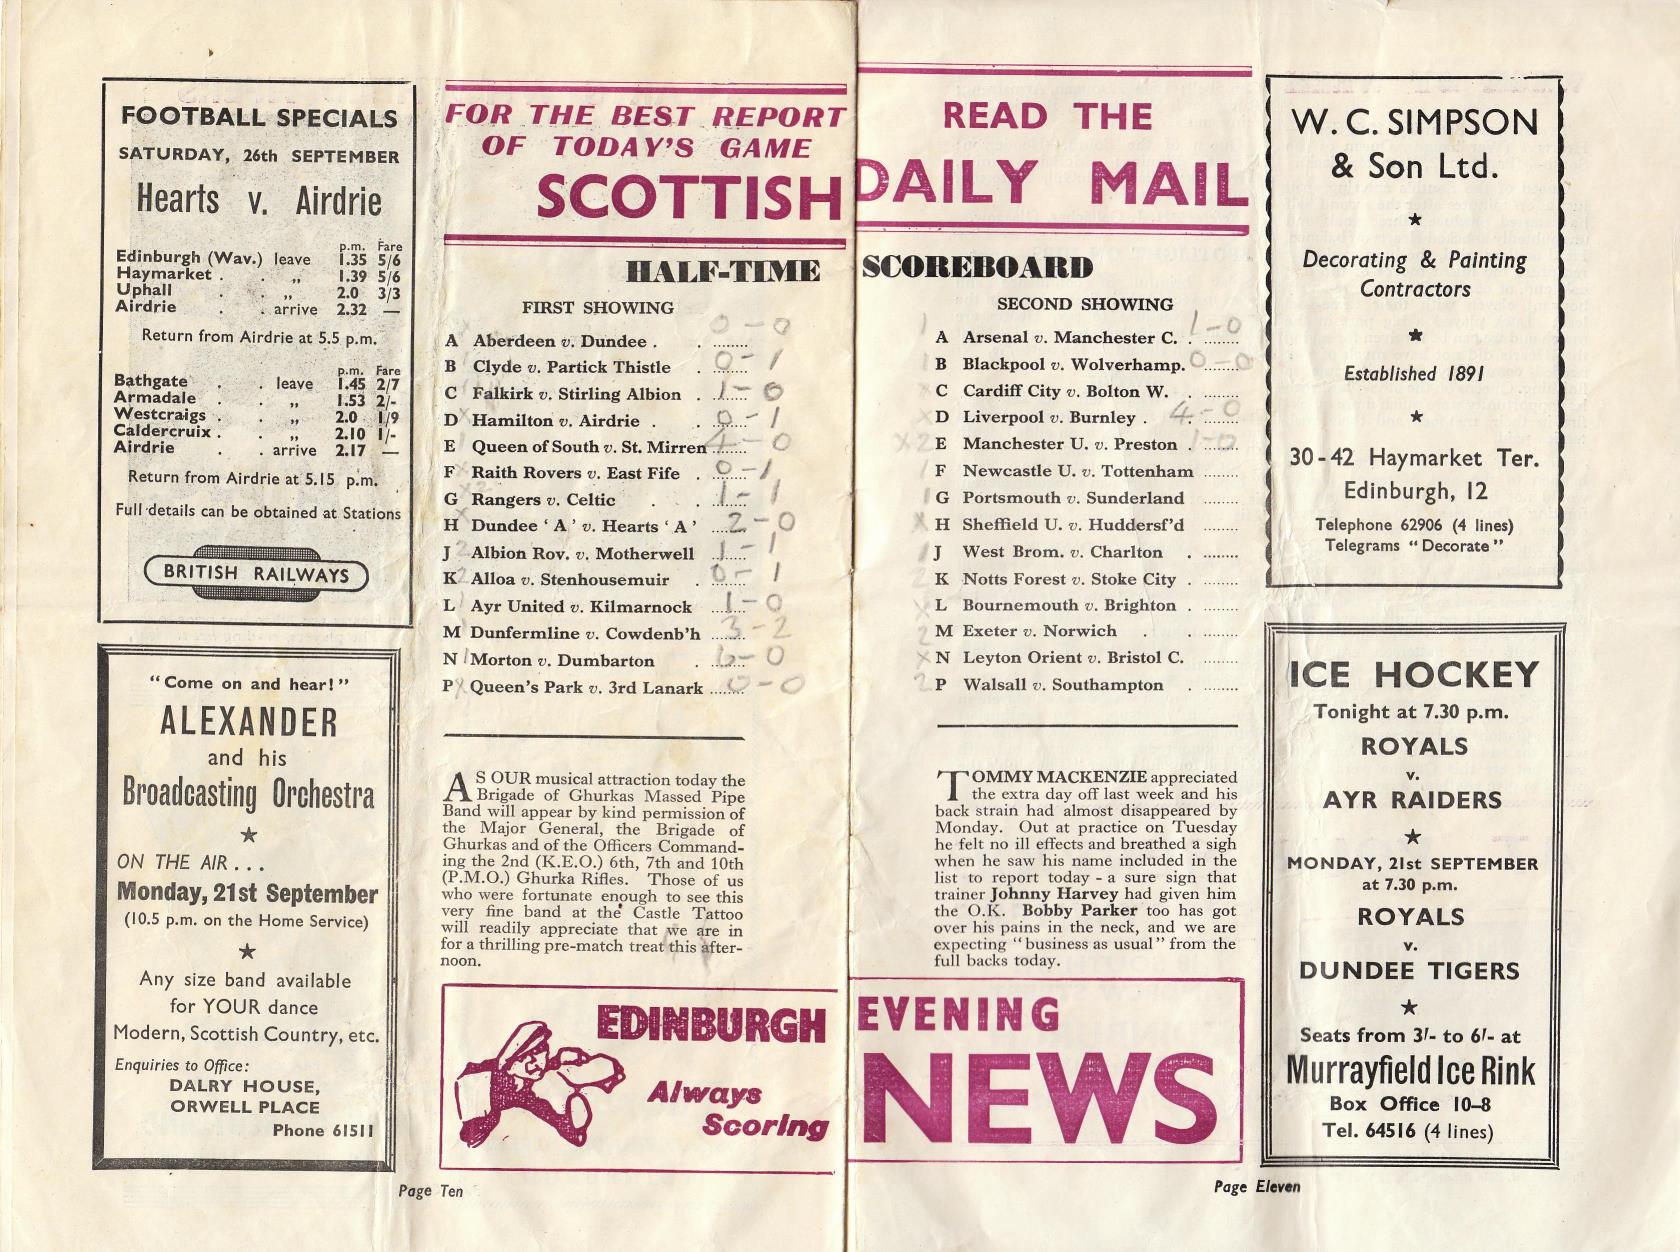 FOOTBALL SPECIALS
SATURDAY, 26th SEPTEMBER
Hearts v. Airdrie
p.m. Fare
Edinburgh (Wav.) leave 1.35 5/6
Haymarket . . „ 1.39 5/6
Uphall . . „ 2.0 3/3
Airdrie . . arrive 2.32 —
Return from Airdrie at 5.5 p.m.
p.m. Fare
Bathgate . . leave 1.45 2/7
Armadale . . „ 1.53 2/-
Westcraigs . . „ 2.0 1/9
Caldercruix . . „ 2.10 1/-
Airdrie . . arrive 2.17 —
Return from Airdrie at 5.15 p.m.
Full details can be obtained at Stations
BRITISH RAILWAYS
"Come on and hear!"
ALEXANDER
and his
Broadcasting Orchestra
★
ON THE AIR . . .
Monday, 21st September
(10.5 p.m. on the Home Service)
★
Any size band available
for YOUR dance
Modern, Scottish Country, etc.
Enquiries to Office:
DALRY HOUSE,
ORWELL PLACE
Phone 61511
FOR THE BEST REPORT
OF TODAY'S GAME
SCOTTISH
READ THE
DAILY MAIL
HALF-TIME SCOREBOARD
FIRST SHOWING
A Aberdeen v. Dundee . . ........ 0-0
B Clyde v. Partick Thistle . ........ 0-1
C Falkirk v. Stirling Albion . ........ 1-0
D Hamilton v. Airdrie . . ........ 0-1
E Queen of South v. St. Mirren ........ 4-0
F Raith Rovers v. East Fife . ........ 0-1
G Rangers v. Celtic . . ........ 1-1
H Dundee ‘ A ’ v. Hearts ‘ A ’ ........ 2-0
J Albion Rov. v. Motherwell ........ 1-1
K Alloa v. Stenhousemuir . ........ 0-1
L Ayr United v. Kilmarnock ........ 1-0
M Dunfermline v. Cowdenb'h ........ 3-2
N Morton v. Dumbarton . ........ 6-0
P Queen's Park v. 3rd Lanark ........ 0-0
SECOND SHOWING
A Arsenal v. Manchester C. . ........ 1-0
B Blackpool v. Wolverhamp. ........ 0-0
C Cardiff City v. Bolton W. . ........
D Liverpool v. Burnley . . ........ 4-0
E Manchester U. v. Preston ........
F Newcastle U. v. Tottenham ........
G Portsmouth v. Sunderland ........
H Sheffield U. v. Huddersf'd ........
J West Brom. v. Charlton . ........
K Notts Forest v. Stoke City . ........
L Bournemouth v. Brighton . ........
M Exeter v. Norwich . . ........
N Leyton Orient v. Bristol C. ........
P Walsall v. Southampton . ........
AS OUR musical attraction today the
Brigade of Ghurkas Massed Pipe
Band will appear by kind permission of
the Major General, the Brigade of
Ghurkas and of the Officers Command-
ing the 2nd (K.E.O.) 6th, 7th and 10th
(P.M.O.) Ghurka Rifles. Those of us
who were fortunate enough to see this
very fine band at the Castle Tattoo
will readily appreciate that we are in
for a thrilling pre-match treat this after-
noon.
TOMMY MACKENZIE appreciated
the extra day off last week and his
back strain had almost disappeared by
Monday. Out at practice on Tuesday
he felt no ill effects and breathed a sigh
when he saw his name included in the
list to report today - a sure sign that
trainer Johnny Harvey had given him
the O.K. Bobby Parker too has got
over his pains in the neck, and we are
expecting "business as usual" from the
full backs today.
EDINBURGH
Always
Scoring
EVENING
NEWS
W. C. SIMPSON
& Son Ltd.
★
Decorating & Painting
Contractors
★
Established 1891
★
30-42 Haymarket Ter.
Edinburgh, 12
Telephone 62906 (4 lines)
Telegrams "Decorate"
ICE HOCKEY
Tonight at 7.30 p.m.
ROYALS
v.
AYR RAIDERS
★
MONDAY, 21st SEPTEMBER
at 7.30 p.m.
ROYALS
v.
DUNDEE TIGERS
★
Seats from 3/- to 6/- at
Murrayfield Ice Rink
Box Office 10-8
Tel. 64516 (4 lines)
Page Ten
Page Eleven